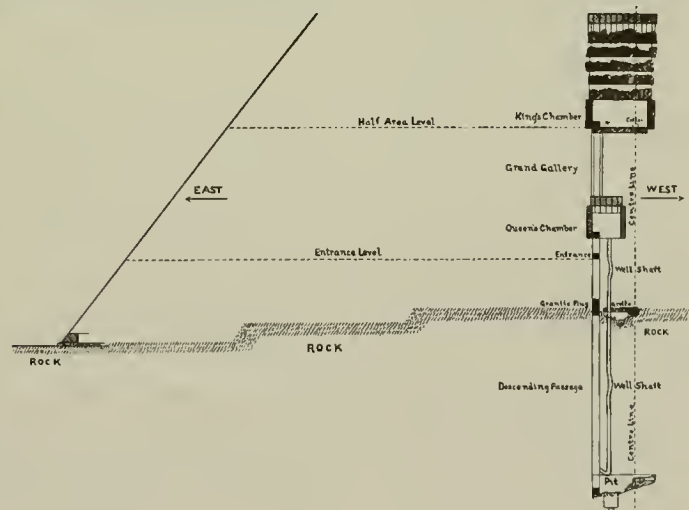 King's Chamber
Coffer
Half Area Level
Grand Gallery
EAST
WEST
Centre Line
Queen's Chamber
Entrance Level
Entrance
Well Shaft
Granite Plug
Grotto
ROCK
ROCK
ROCK
Descending Passage
Well Shaft
Centre Line
Pit